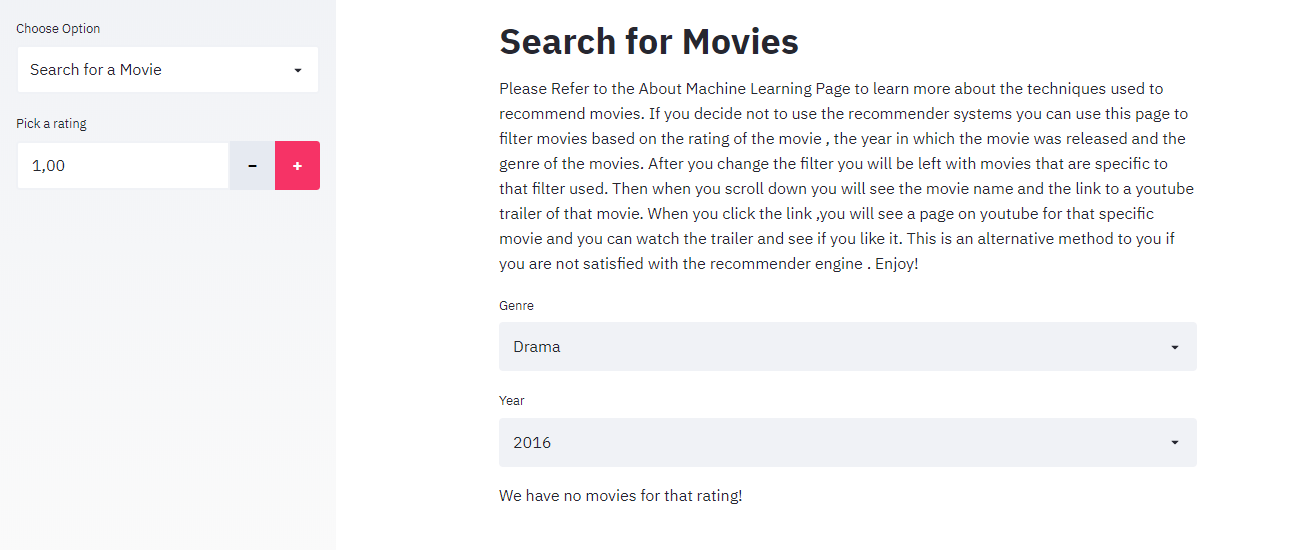 Choose Option
Search for a Movie
Pick a rating
1,00
−
+
Search for Movies
Please Refer to the About Machine Learning Page to learn more about the techniques used to
recommend movies. If you decide not to use the recommender systems you can use this page to
filter movies based on the rating of the movie , the year in which the movie was released and the
genre of the movies. After you change the filter you will be left with movies that are specific to
that filter used. Then when you scroll down you will see the movie name and the link to a youtube
trailer of that movie. When you click the link ,you will see a page on youtube for that specific
movie and you can watch the trailer and see if you like it. This is an alternative method to you if
you are not satisfied with the recommender engine . Enjoy!
Genre
Drama
Year
2016
We have no movies for that rating!